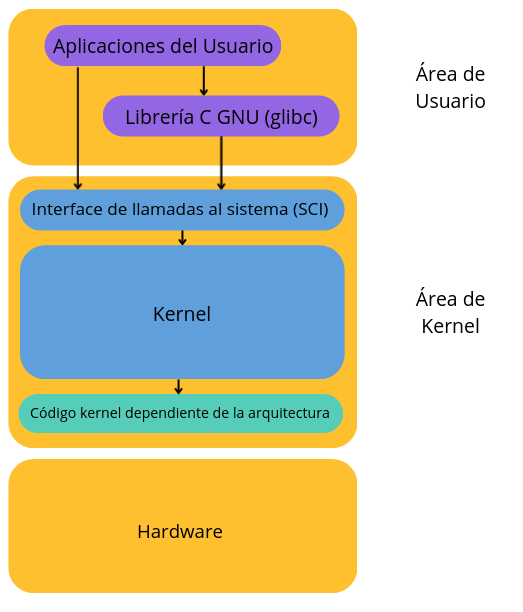 Aplicaciones del Usuario
Librería C GNU (glibc)
Área de
Usuario
Interface de llamadas al sistema (SCI)
Kernel
Código kernel dependiente de la arquitectura
Área de
Kernel
Hardware